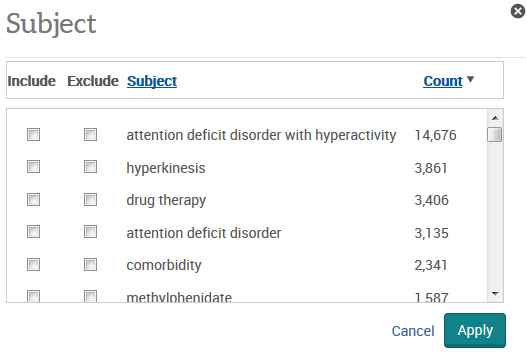 Subject
Include Exclude Subject Count
attention deficit disorder with hyperactivity 14,676
hyperkinesis 3,861
drug therapy 3,406
attention deficit disorder 3,135
comorbidity 2,341
methylphenidate 1,587
Cancel Apply